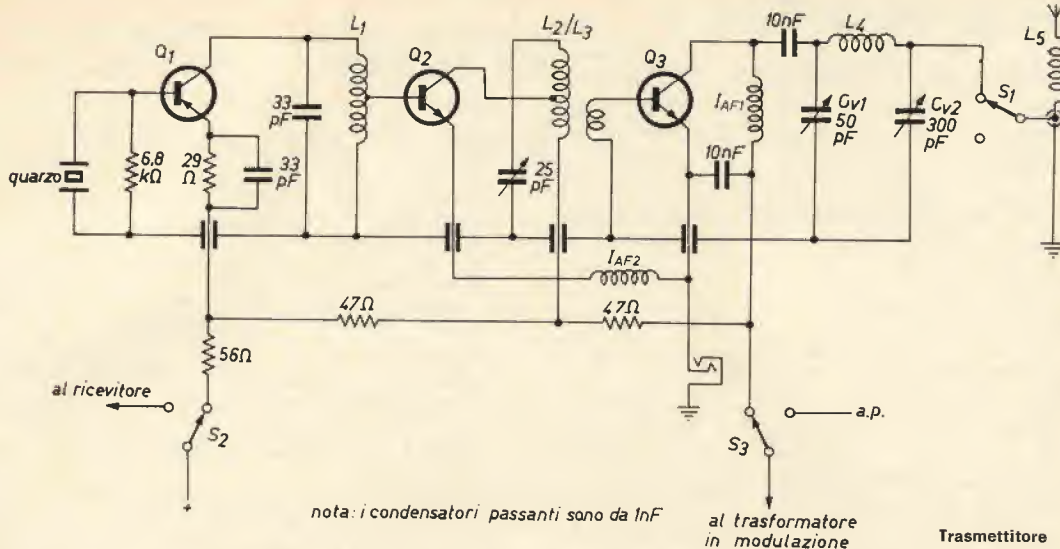 Q1
L1
Q2
L2/L3
Q3
10nF
L4
L5
33 pF
IAF1
Cv1 50 pF
Cv2 300 pF
S1
quarzo
6.8 kΩ
29 Ω
33 pF
25 pF
10nF
IAF2
47Ω
47Ω
56Ω
al ricevitore
S2
+
a.p.
S3
nota: i condensatori passanti sono da 1nF
al trasformatore
in modulazione
Trasmettitore